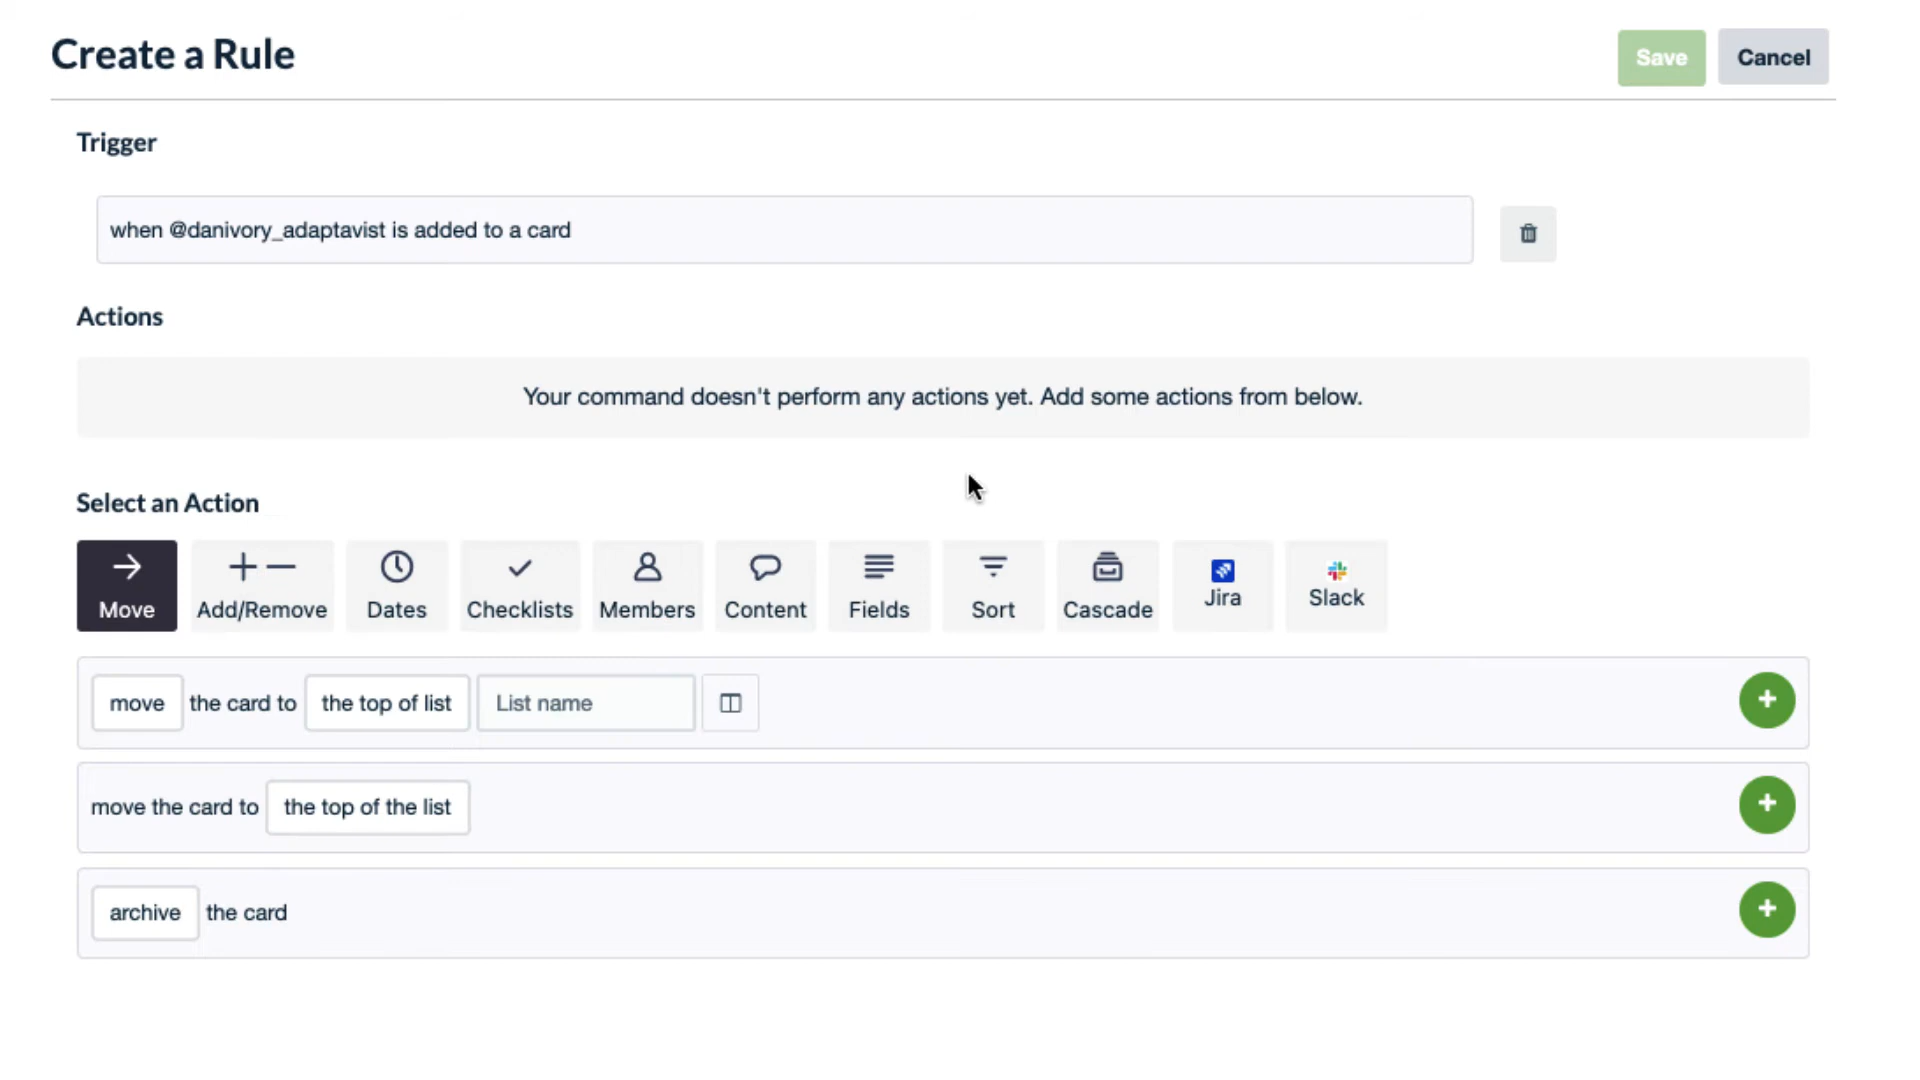 Create a Rule
Save
Cancel
Trigger
when @danivory_adaptavist is added to a card
Actions
Your command doesn't perform any actions yet. Add some actions from below.
Select an Action
Move
Add/Remove
Dates
Checklists
Members
Content
Fields
Sort
Cascade
Jira
Slack
move the card to the top of list List name
move the card to the top of the list
archive the card